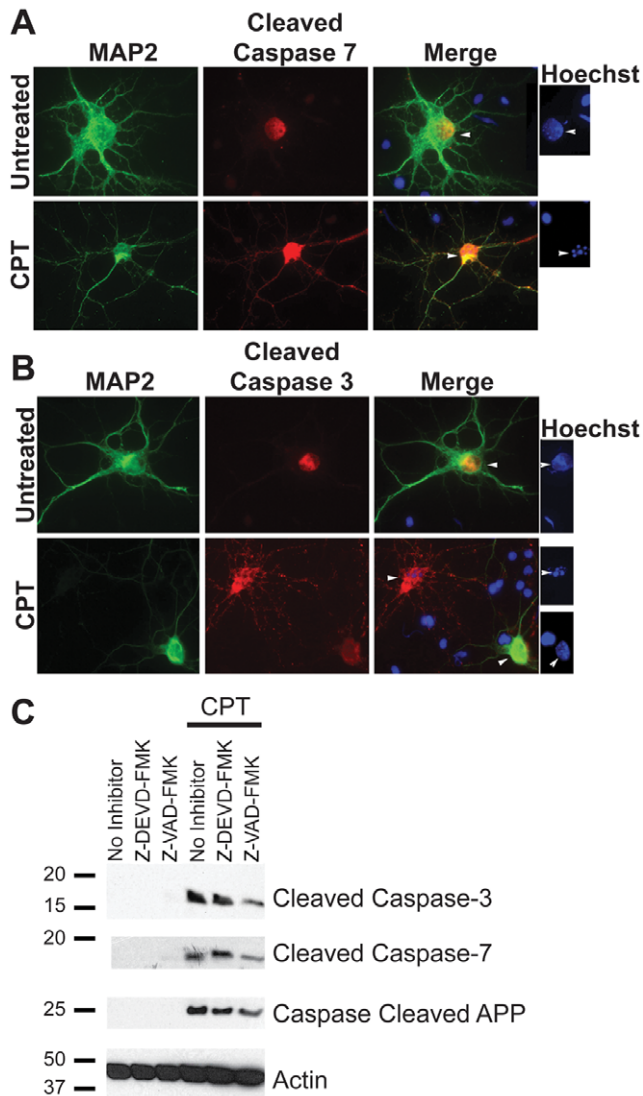 A
MAP2
Cleaved
Caspase 7
Merge
Hoechst
Untreated
CPT
B
MAP2
Cleaved
Caspase 3
Merge
Hoechst
Untreated
CPT
C
CPT
No Inhibitor
Z-DEVD-FMK
Z-VAD-FMK
No Inhibitor
Z-DEVD-FMK
Z-VAD-FMK
20
15
Cleaved Caspase-3
20
Cleaved Caspase-7
25
Caspase Cleaved APP
50
37
Actin